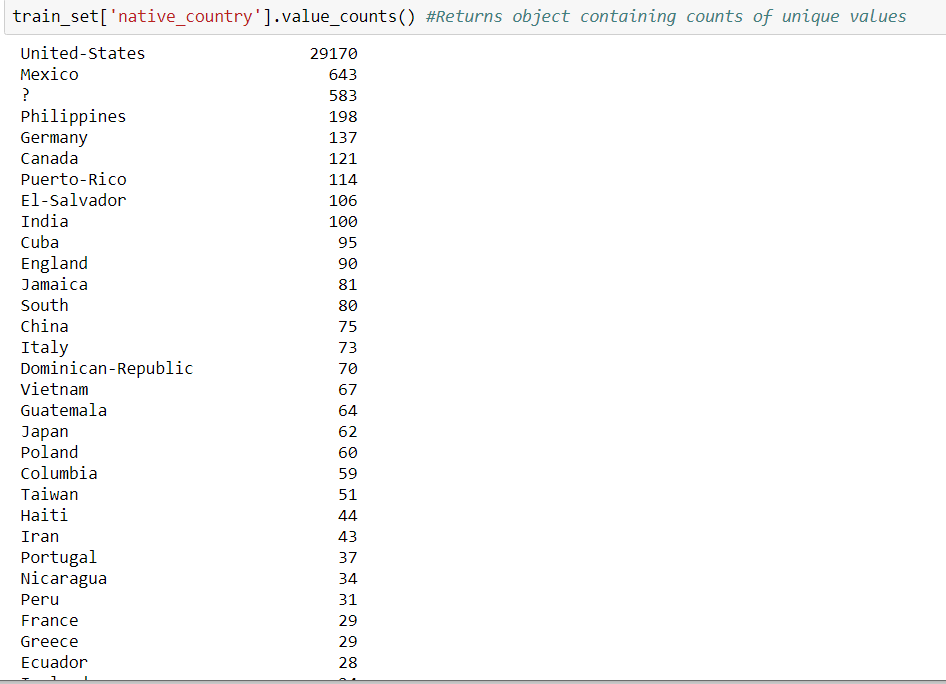 train_set['native_country'].value_counts() #Returns object containing counts of unique values
United-States 29170
Mexico 643
? 583
Philippines 198
Germany 137
Canada 121
Puerto-Rico 114
El-Salvador 106
India 100
Cuba 95
England 90
Jamaica 81
South 80
China 75
Italy 73
Dominican-Republic 70
Vietnam 67
Guatemala 64
Japan 62
Poland 60
Columbia 59
Taiwan 51
Haiti 44
Iran 43
Portugal 37
Nicaragua 34
Peru 31
France 29
Greece 29
Ecuador 28